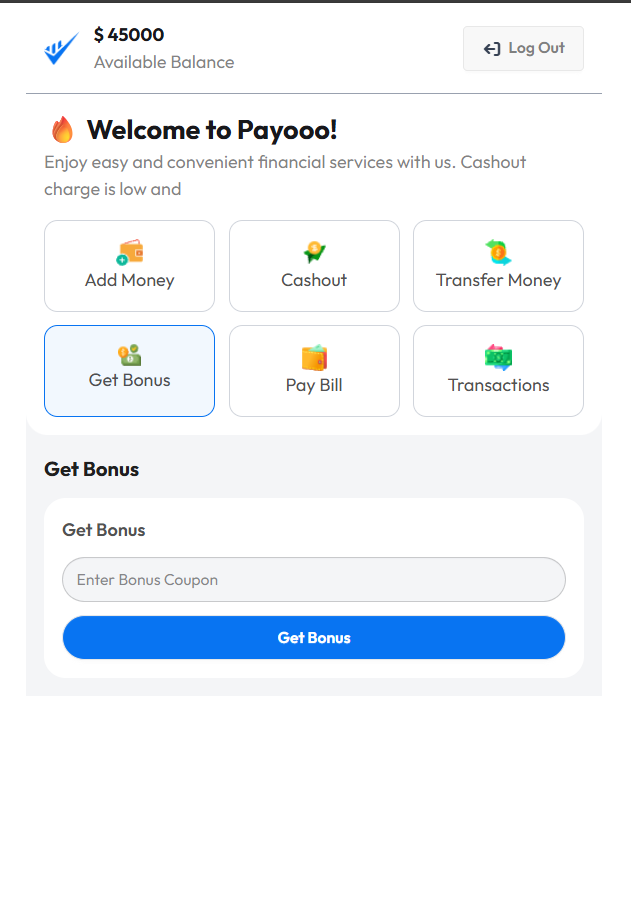 $ 45000
Available Balance
Log Out
Welcome to Payooo!
Enjoy easy and convenient financial services with us. Cashout
charge is low and
Add Money
Cashout
Transfer Money
Get Bonus
Pay Bill
Transactions
Get Bonus
Get Bonus
Enter Bonus Coupon
Get Bonus